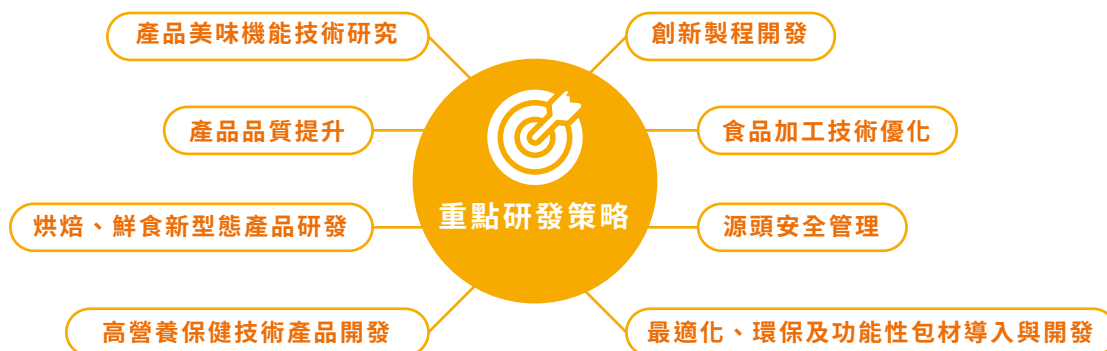 產品美味機能技術研究
創新製程開發
產品品質提升
食品加工技術優化
重點研發策略
烘焙、鮮食新型態產品研發
源頭安全管理
高營養保健技術產品開發
最適化、環保及功能性包材導入與開發